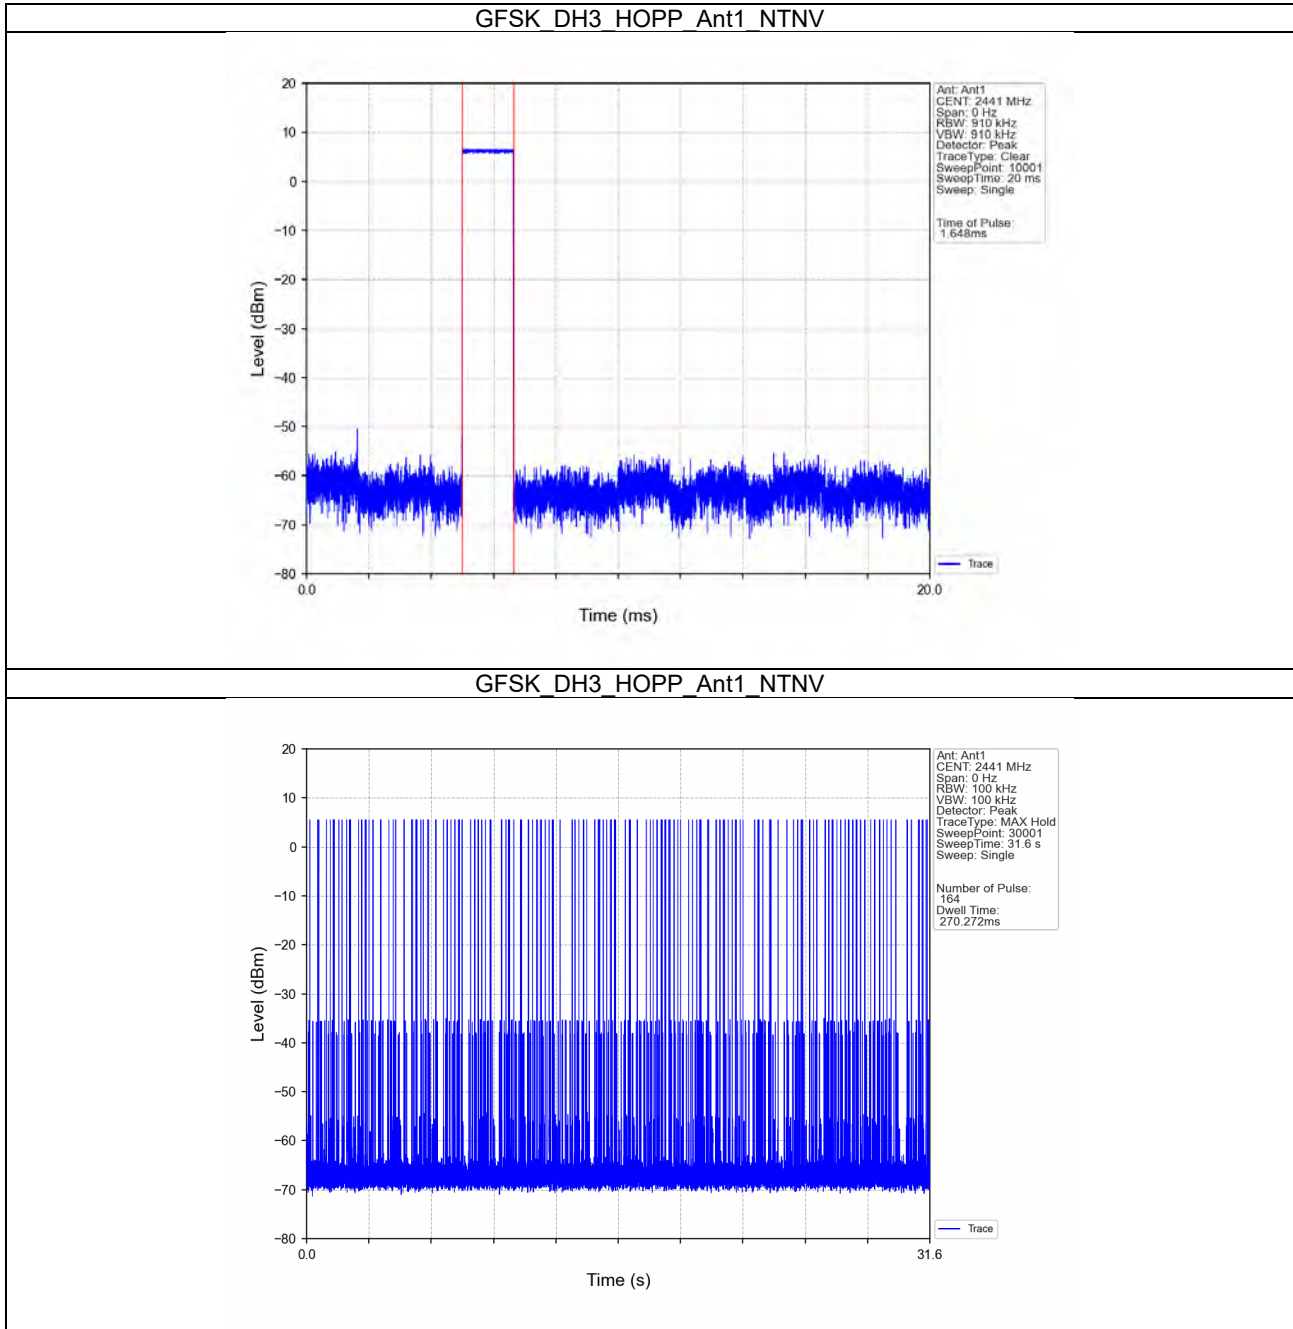 GFSK_DH3_HOPP_Ant1_NTNV
20
10
0
−10
−20
−30
−40
−50
−60
−70
−80
Level (dBm)
0.0
20.0
Time (ms)
Ant: Ant1
CENT: 2441 MHz
Span: 0 Hz
RBW: 910 kHz
VBW: 910 kHz
Detector: Peak
TraceType: Clear
SweepPoint: 10001
SweepTime: 20 ms
Sweep: Single
Time of Pulse:
1.648ms
Trace
GFSK_DH3_HOPP_Ant1_NTNV
20
10
0
−10
−20
−30
−40
−50
−60
−70
−80
Level (dBm)
0.0
31.6
Time (s)
Ant: Ant1
CENT: 2441 MHz
Span: 0 Hz
RBW: 100 kHz
VBW: 100 kHz
Detector: Peak
TraceType: MAX Hold
SweepPoint: 30001
SweepTime: 31.6 s
Sweep: Single
Number of Pulse:
164
Dwell Time:
270.272ms
Trace